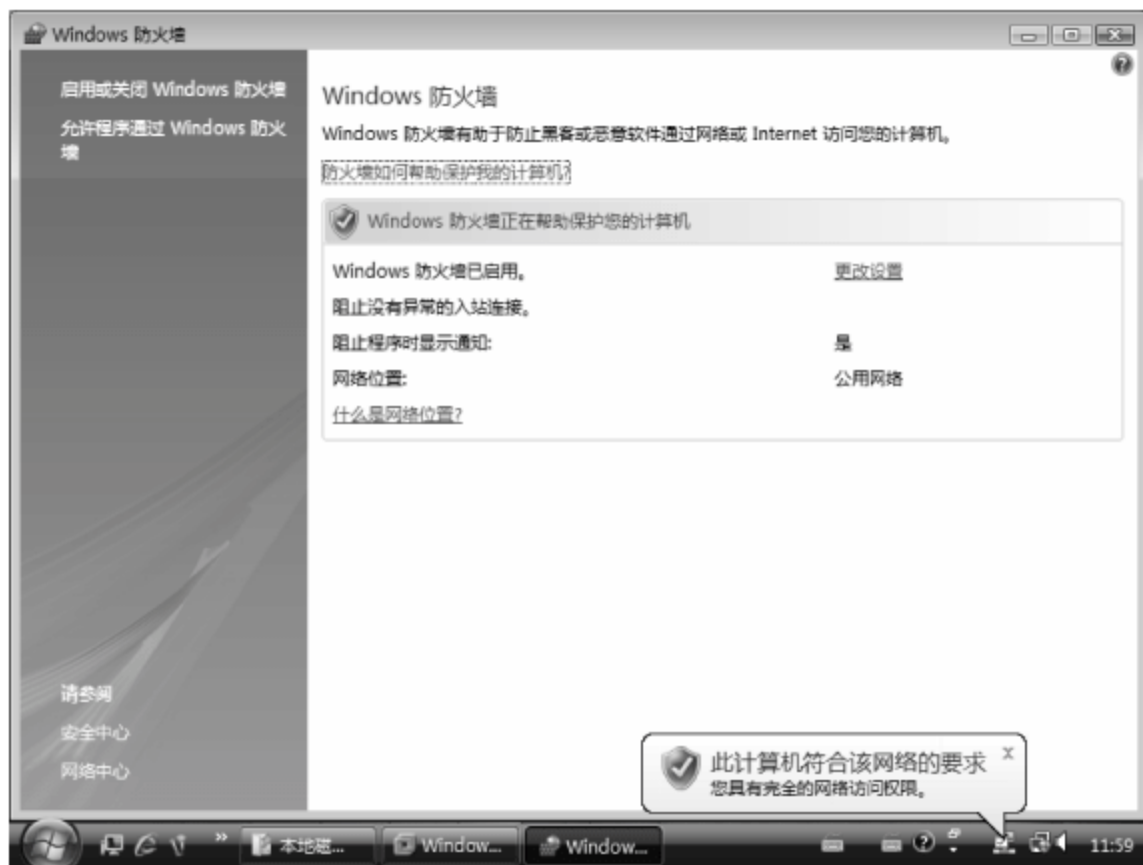 Windows 防火墙
启用或关闭 Windows 防火墙
允许程序通过 Windows 防火
墙
Windows 防火墙
Windows 防火墙有助于防止黑客或恶意软件通过网络或 Internet 访问您的计算机。
防火墙如何帮助保护我的计算机?
Windows 防火墙正在帮助保护您的计算机
Windows 防火墙已启用。 更改设置
阻止没有异常的入站连接。
阻止程序时显示通知: 是
网络位置: 公用网络
什么是网络位置?
请参阅
安全中心
网络中心
此计算机符合该网络的要求 x
您具有完全的网络访问权限。
» 本地磁... Window... Window... 11:59